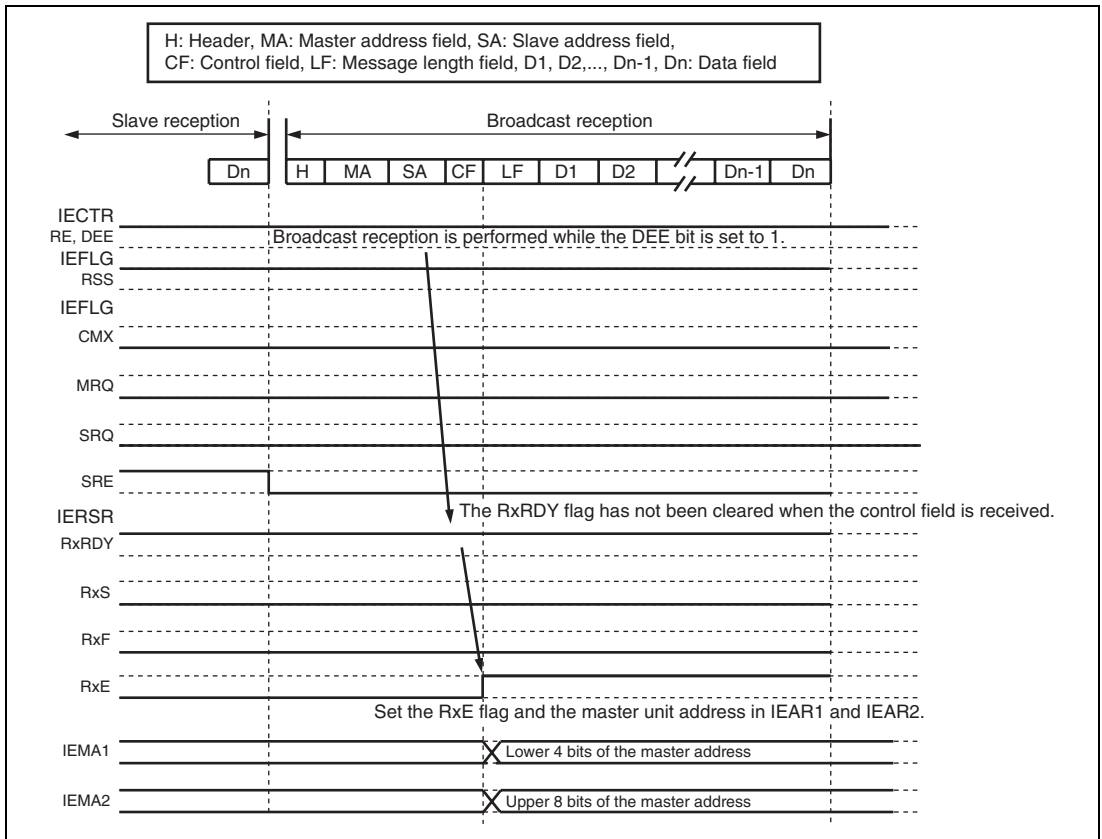 H: Header, MA: Master address field, SA: Slave address field,
CF: Control field, LF: Message length field, D1, D2,..., Dn-1, Dn: Data field
Slave reception
Broadcast reception
Dn H MA SA CF LF D1 D2 Dn-1 Dn
IECTR
RE, DEE
Broadcast reception is performed while the DEE bit is set to 1.
IEFLG
RSS
IEFLG
CMX
MRQ
SRQ
SRE
The RxRDY flag has not been cleared when the control field is received.
IERSR
RxRDY
RxS
RxF
RxE
Set the RxE flag and the master unit address in IEAR1 and IEAR2.
IEMA1
Lower 4 bits of the master address
IEMA2
Upper 8 bits of the master address